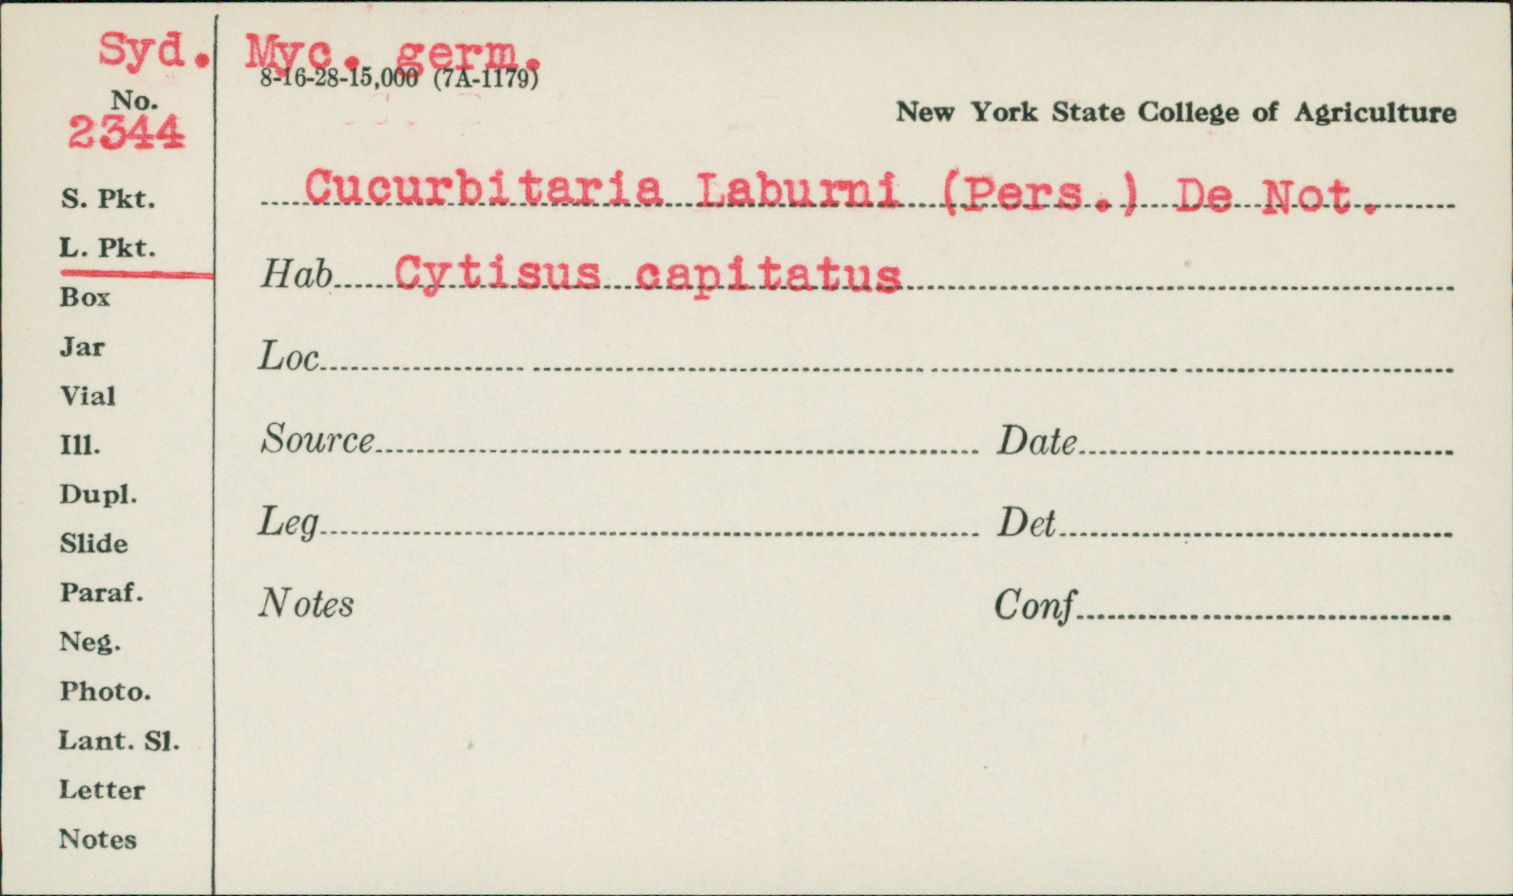 Syd. Myc. germ.
8-16-28-15,000 (7A-1179)
No.
2344
New York State College of Agriculture
Cucurbitaria Laburni (Pers.) De Not.
S. Pkt.
L. Pkt.
Hab Cytisus capitatus
Box
Jar
Loc
Vial
Ill.
Source Date
Dupl.
Slide
Leg Det
Paraf.
Notes Conf
Neg.
Photo.
Lant. Sl.
Letter
Notes